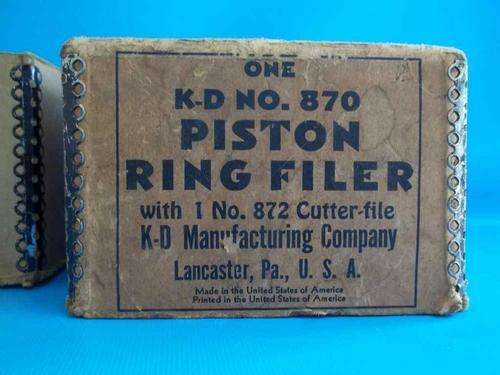 ONE
K-D NO. 870
PISTON
RING FILER
with 1 No. 872 Cutter-file
K-D Manufacturing Company
Lancaster, Pa., U. S. A.
Made in the United States of America
Printed in the United States of America